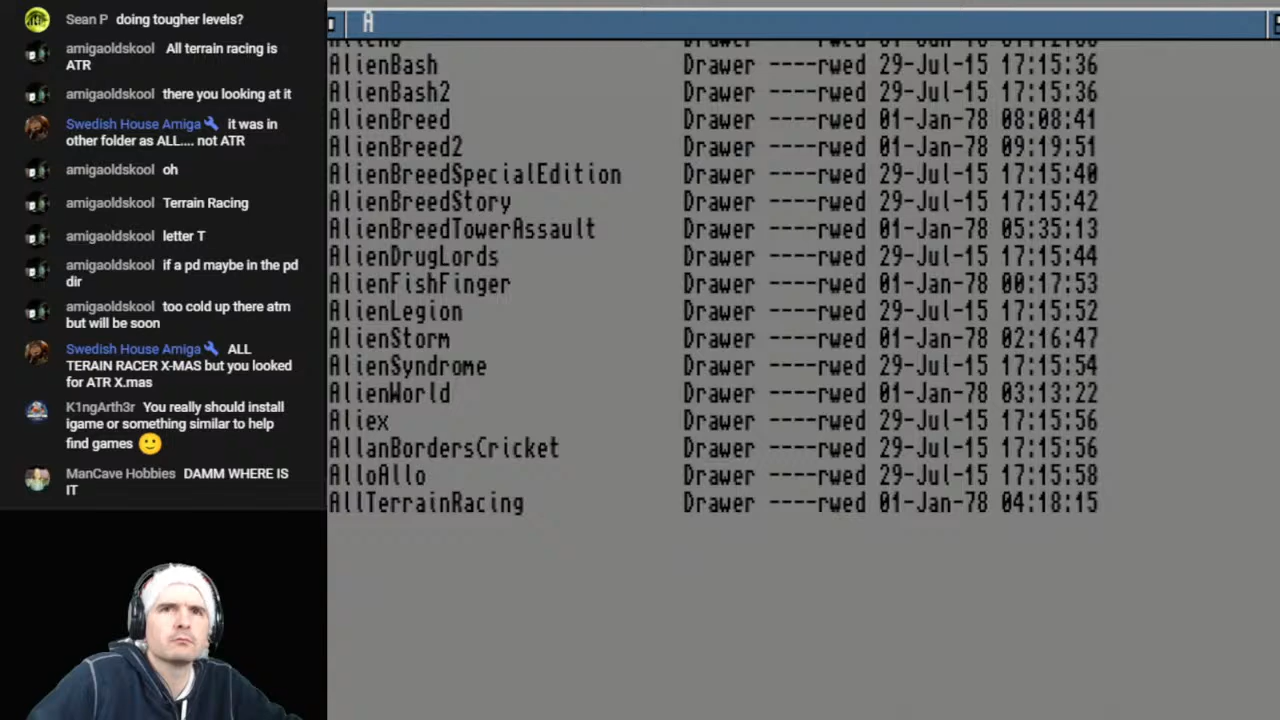 Sean P doing tougher levels?
amigaoldskool All terrain racing is
ATR
amigaoldskool there you looking at it
Swedish House Amiga it was in
other folder as ALL.... not ATR
amigaoldskool oh
amigaoldskool Terrain Racing
amigaoldskool letter T
amigaoldskool if a pd maybe in the pd
dir
amigaoldskool too cold up there atm
but will be soon
Swedish House Amiga ALL
TERAIN RACER X-MAS but you looked
for ATR X.mas
K1ngArth3r You really should install
igame or something similar to help
find games 🙂
ManCave Hobbies DAMM WHERE IS
IT
A
AlienBash Drawer ----rwed 29-Jul-15 17:15:36
AlienBash2 Drawer ----rwed 29-Jul-15 17:15:36
AlienBreed Drawer ----rwed 01-Jan-78 08:08:41
AlienBreed2 Drawer ----rwed 01-Jan-78 09:19:51
AlienBreedSpecialEdition Drawer ----rwed 29-Jul-15 17:15:40
AlienBreedStory Drawer ----rwed 29-Jul-15 17:15:42
AlienBreedTowerAssault Drawer ----rwed 01-Jan-78 05:35:13
AlienDrugLords Drawer ----rwed 29-Jul-15 17:15:44
AlienFishFinger Drawer ----rwed 01-Jan-78 00:17:53
AlienLegion Drawer ----rwed 29-Jul-15 17:15:52
AlienStorm Drawer ----rwed 01-Jan-78 02:16:47
AlienSyndrome Drawer ----rwed 29-Jul-15 17:15:54
AlienWorld Drawer ----rwed 01-Jan-78 03:13:22
Aliex Drawer ----rwed 29-Jul-15 17:15:56
AllanBordersCricket Drawer ----rwed 29-Jul-15 17:15:56
AlloAllo Drawer ----rwed 29-Jul-15 17:15:58
AllTerrainRacing Drawer ----rwed 01-Jan-78 04:18:15